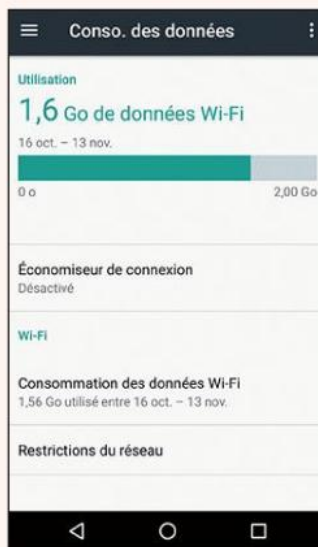 Conso. des données
Utilisation
1,6 Go de données Wi-Fi
16 oct. – 13 nov.
0 o 2,00 Go
Économiseur de connexion
Désactivé
Wi-Fi
Consommation des données Wi-Fi
1,56 Go utilisé entre 16 oct. – 13 nov.
Restrictions du réseau